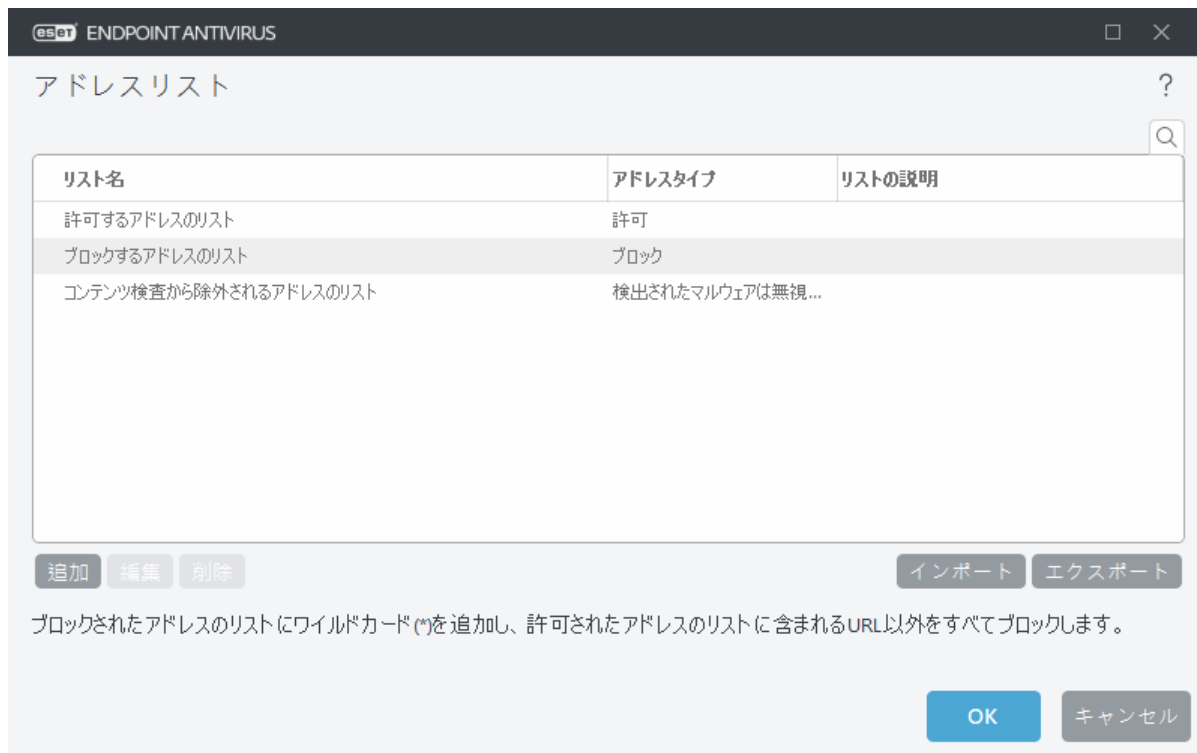 eset ENDPOINT ANTIVIRUS
アドレスリスト
?
リスト名 アドレスタイプ リストの説明
許可するアドレスのリスト 許可
ブロックするアドレスのリスト ブロック
コンテンツ検査から除外されるアドレスのリスト 検出されたマルウェアは無視...
追加 編集 削除 インポート エクスポート
ブロックされたアドレスのリストにワイルドカード(*)を追加し、許可されたアドレスのリストに含まれるURL以外をすべてブロックします。
OK キャンセル